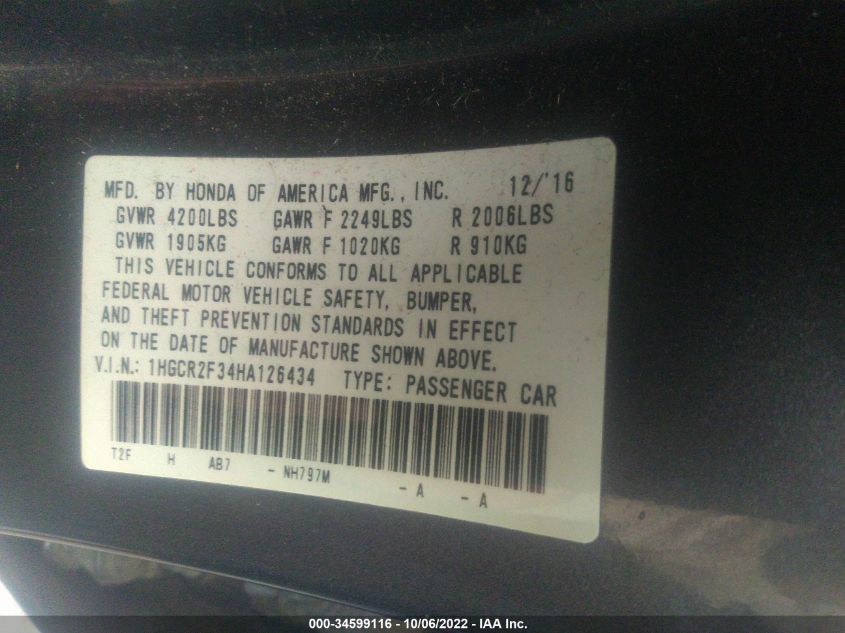 MFD. BY HONDA OF AMERICA MFG., INC. 12/'16
GVWR 4200LBS GAWR F 2249LBS R 2006LBS
GVWR 1905KG GAWR F 1020KG R 910KG
THIS VEHICLE CONFORMS TO ALL APPLICABLE
FEDERAL MOTOR VEHICLE SAFETY, BUMPER,
AND THEFT PREVENTION STANDARDS IN EFFECT
ON THE DATE OF MANUFACTURE SHOWN ABOVE.
V.I.N.: 1HGCR2F34HA126434 TYPE: PASSENGER CAR
T2F H AB7 - NH797M - A - A
000-34599116 - 10/06/2022 - IAA Inc.